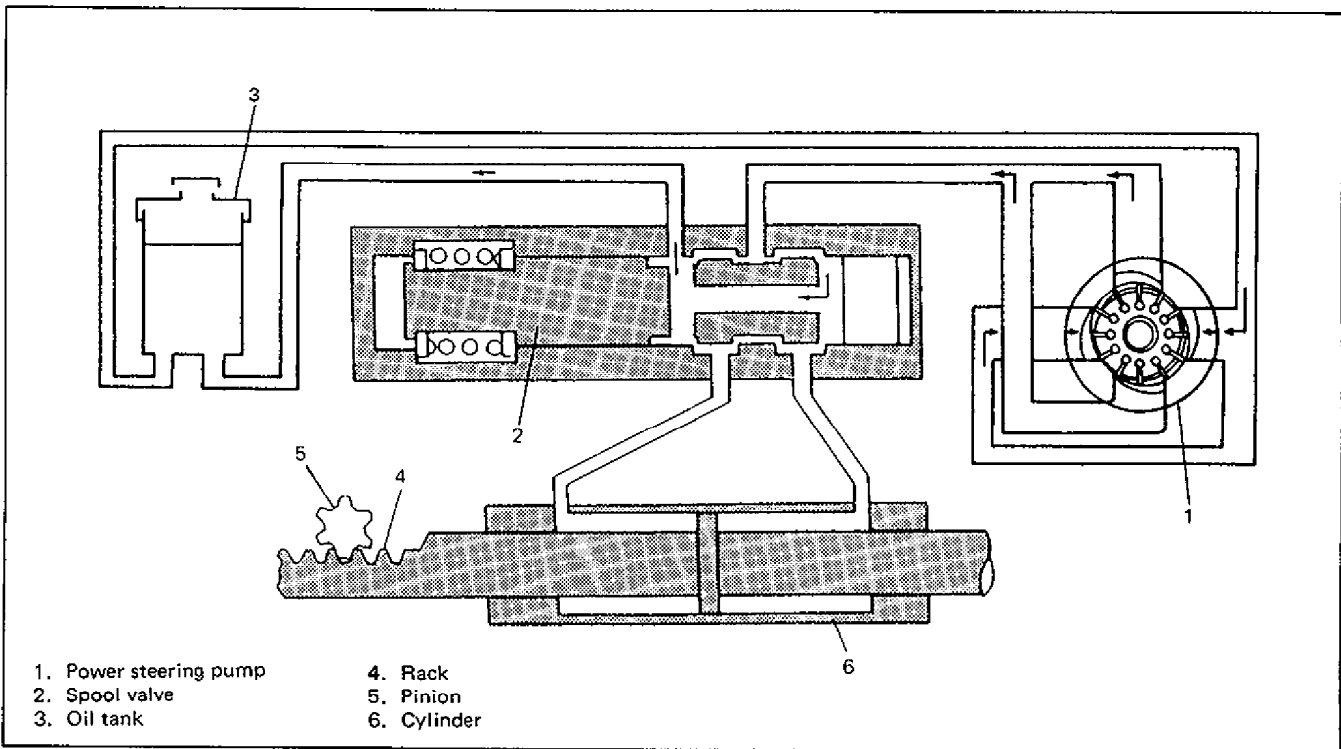 3
2
5
4
1
6
1. Power steering pump
2. Spool valve
3. Oil tank
4. Rack
5. Pinion
6. Cylinder